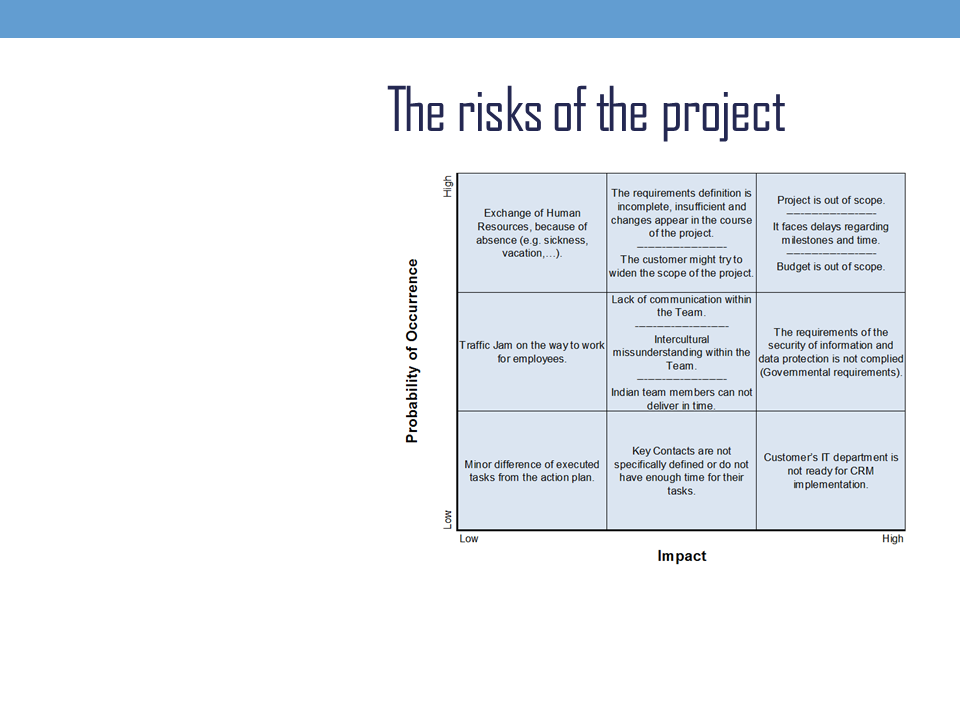 The risks of the project
High
Exchange of Human
Resources, because of
absence (e.g. sickness,
vacation,…).
The requirements definition is
incomplete, insufficient and
changes appear in the course
of the project.
-----------------------------
The customer might try to
widen the scope of the project.
Project is out of scope.
-----------------------------
It faces delays regarding
milestones and time.
-----------------------------
Budget is out of scope.
Probability of Occurrence
Traffic Jam on the way to work
for employees.
Lack of communication within
the Team.
-----------------------------
Intercultural
missunderstanding within the
Team.
-----------------------------
Indian team members can not
deliver in time.
The requirements of the
security of information and
data protection is not complied
(Governmental requirements).
Minor difference of executed
tasks from the action plan.
Key Contacts are not
specifically defined or do not
have enough time for their
tasks.
Customer's IT department is
not ready for CRM
implementation.
Low
Low
High
Impact